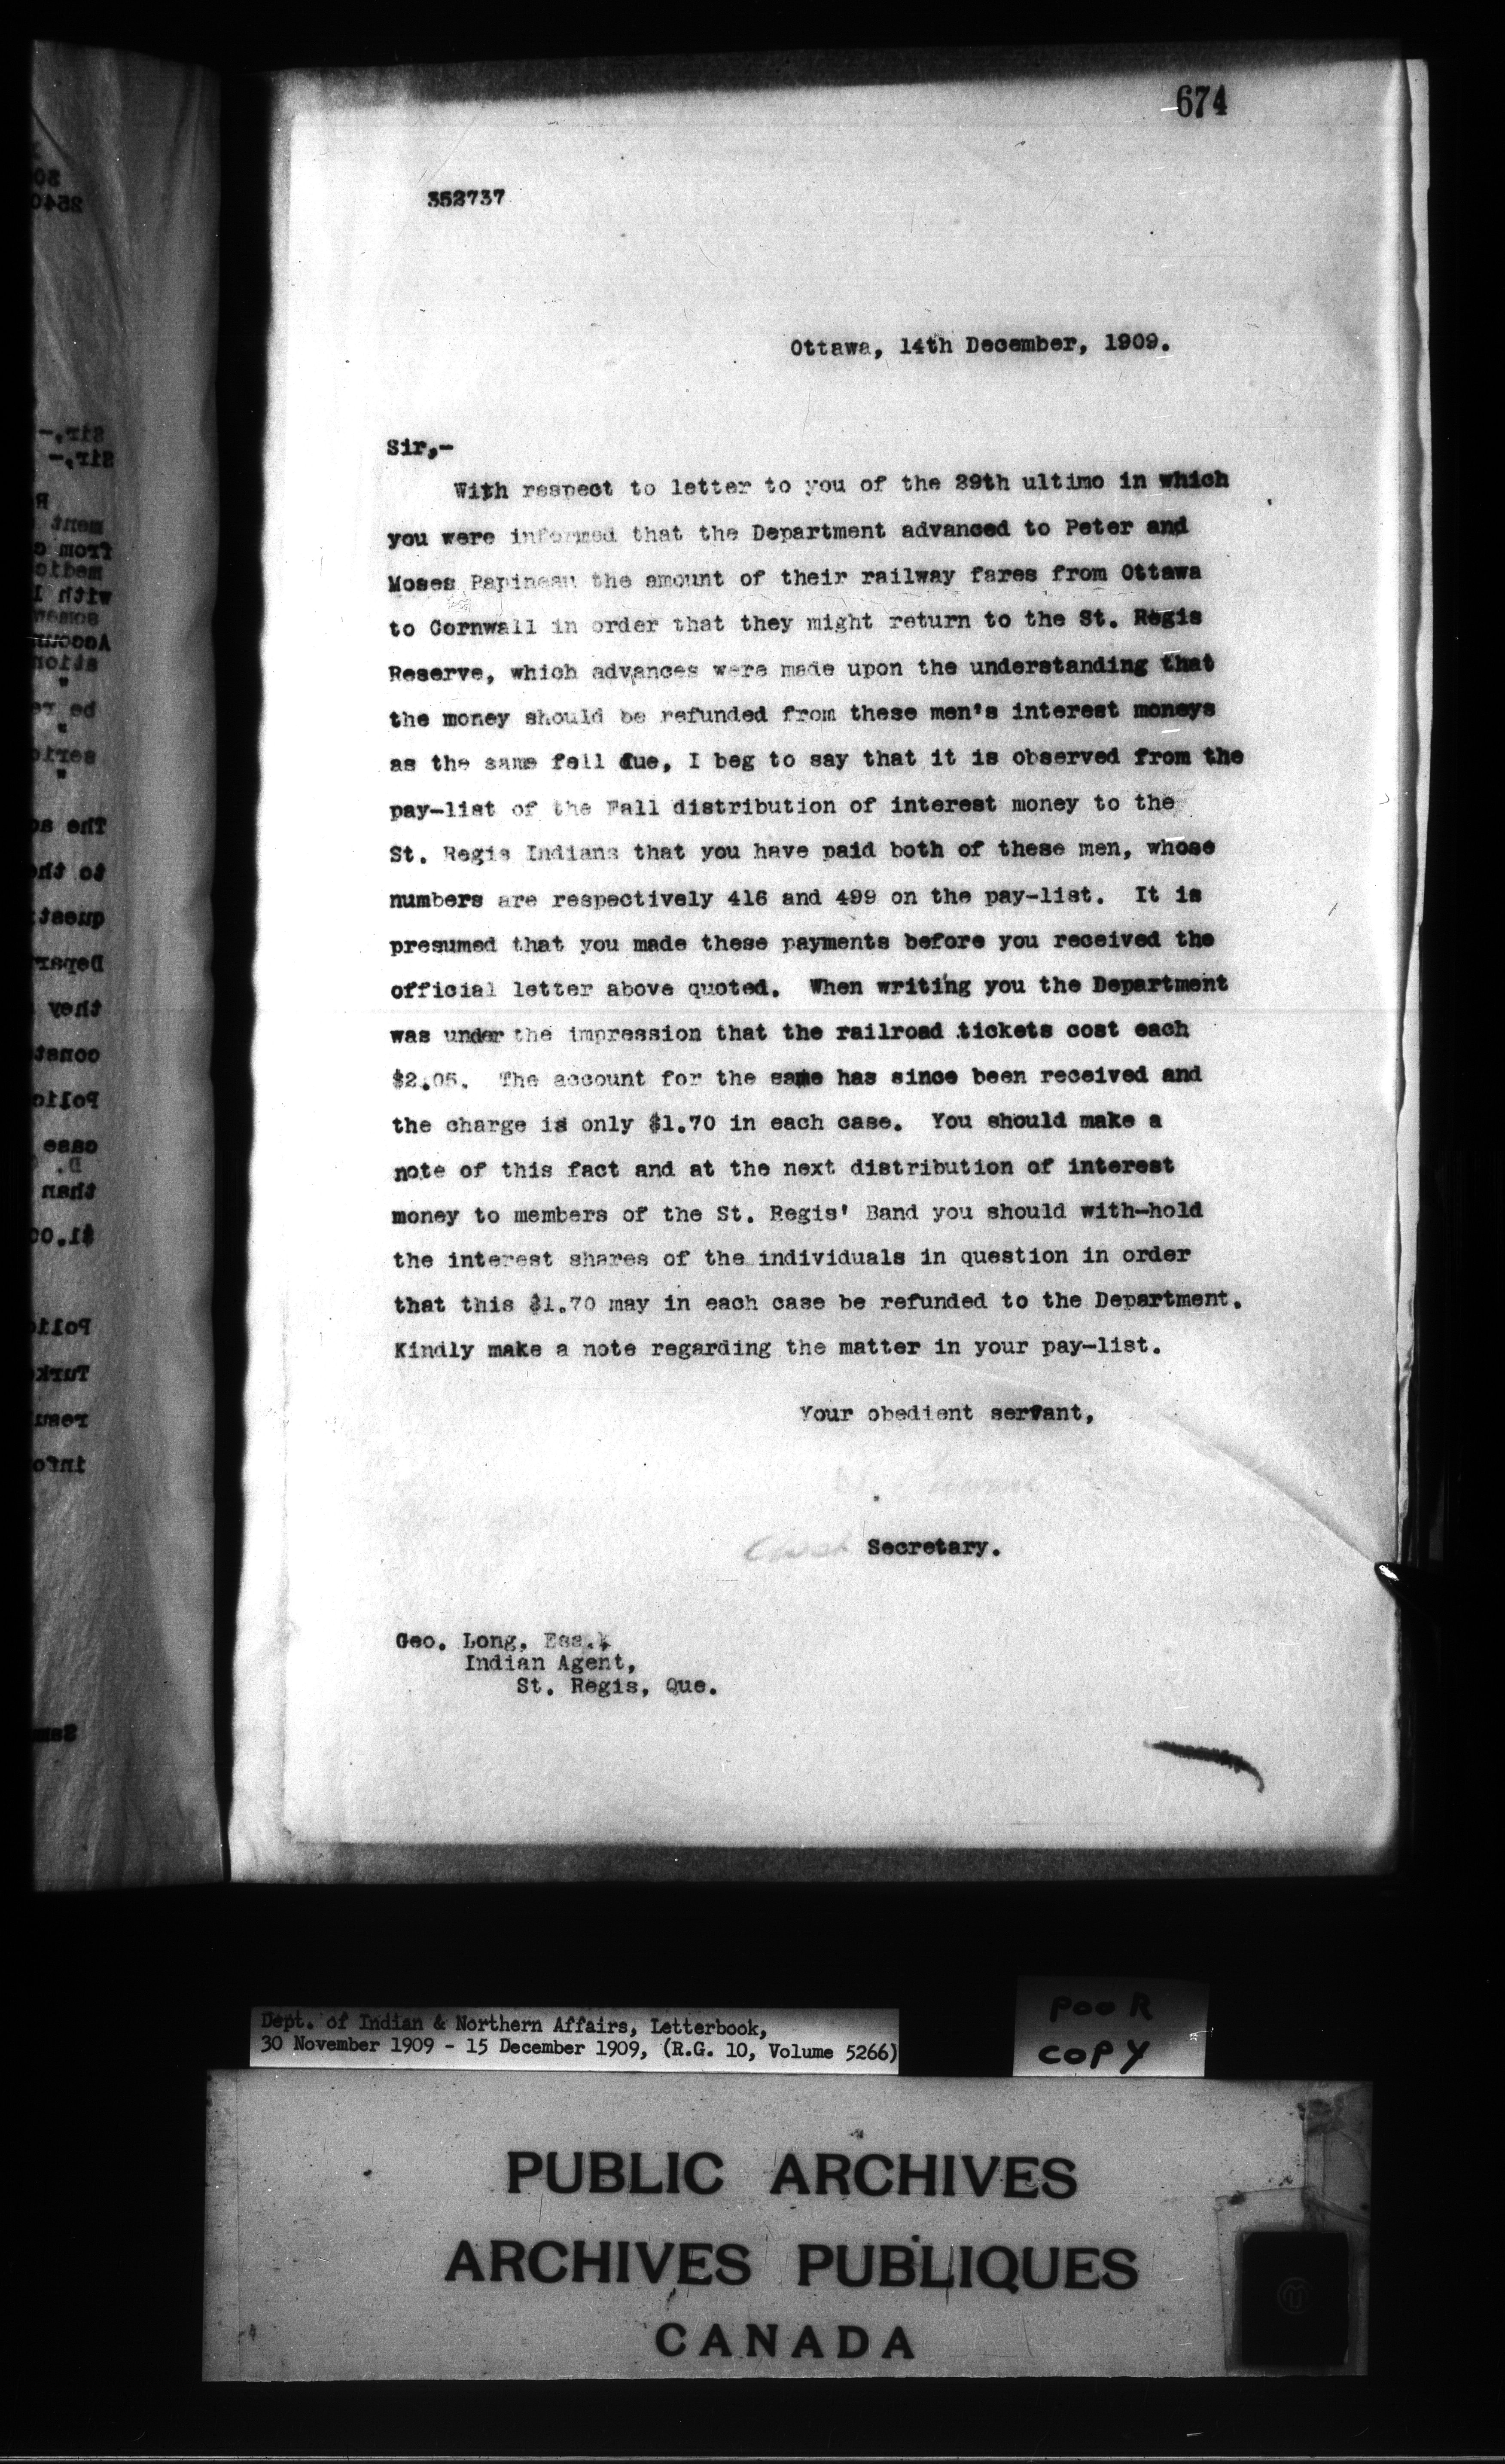 674
352737
Ottawa, 14th December, 1909.
Sir,-
With respect to letter to you of the 29th ultimo in which
you were informed that the Department advanced to Peter and
Moses Papineau the amount of their railway fares from Ottawa
to Cornwall in order that they might return to the St. Regis
Reserve, which advances were made upon the understanding that
the money should be refunded from these men's interest moneys
as the same fell due, I beg to say that it is observed from the
pay-list of the Fall distribution of interest money to the
St. Regis Indians that you have paid both of these men, whose
numbers are respectively 416 and 499 on the pay-list. It is
presumed that you made these payments before you received the
official letter above quoted. When writing you the Department
was under the impression that the railroad tickets cost each
$2.05. The account for the same has since been received and
the charge is only $1.70 in each case. You should make a
note of this fact and at the next distribution of interest
money to members of the St. Regis' Band you should with-hold
the interest shares of the individuals in question in order
that this $1.70 may in each case be refunded to the Department.
Kindly make a note regarding the matter in your pay-list.
Your obedient servant,
Secretary.
Geo. Long, Esq.,
Indian Agent,
St. Regis, Que.
Dept. of Indian & Northern Affairs, Letterbook,
30 November 1909 - 15 December 1909, (R.G. 10, Volume 5266)
POOR
COPY
PUBLIC ARCHIVES
ARCHIVES PUBLIQUES
CANADA